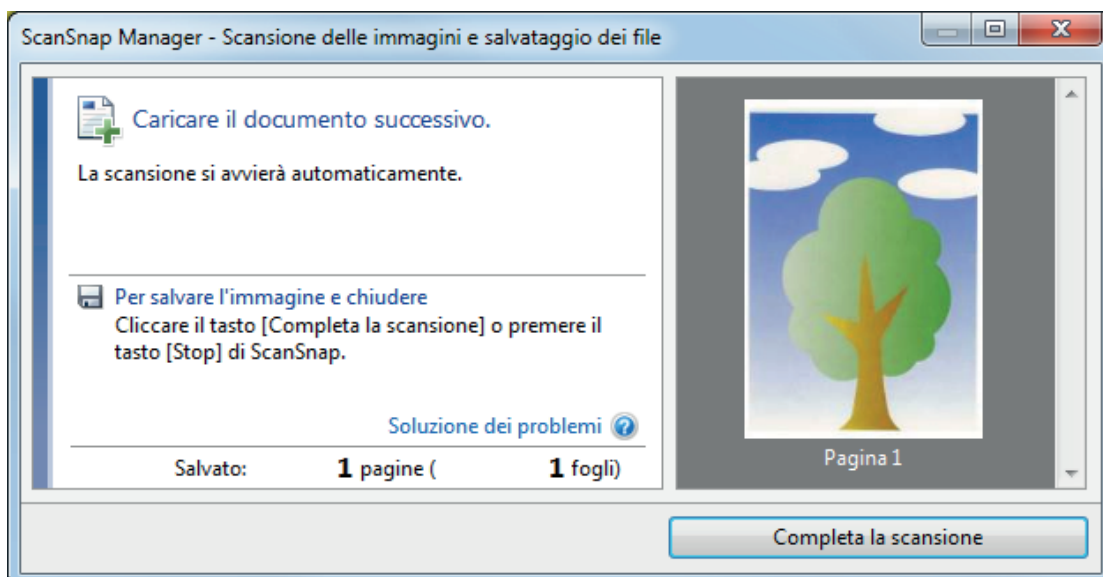 ScanSnap Manager - Scansione delle immagini e salvataggio dei file
Caricare il documento successivo.
La scansione si avvierà automaticamente.
Per salvare l'immagine e chiudere
Cliccare il tasto [Completa la scansione] o premere il
tasto [Stop] di ScanSnap.
Soluzione dei problemi
Salvato: 1 pagine ( 1 fogli)
Pagina 1
Completa la scansione